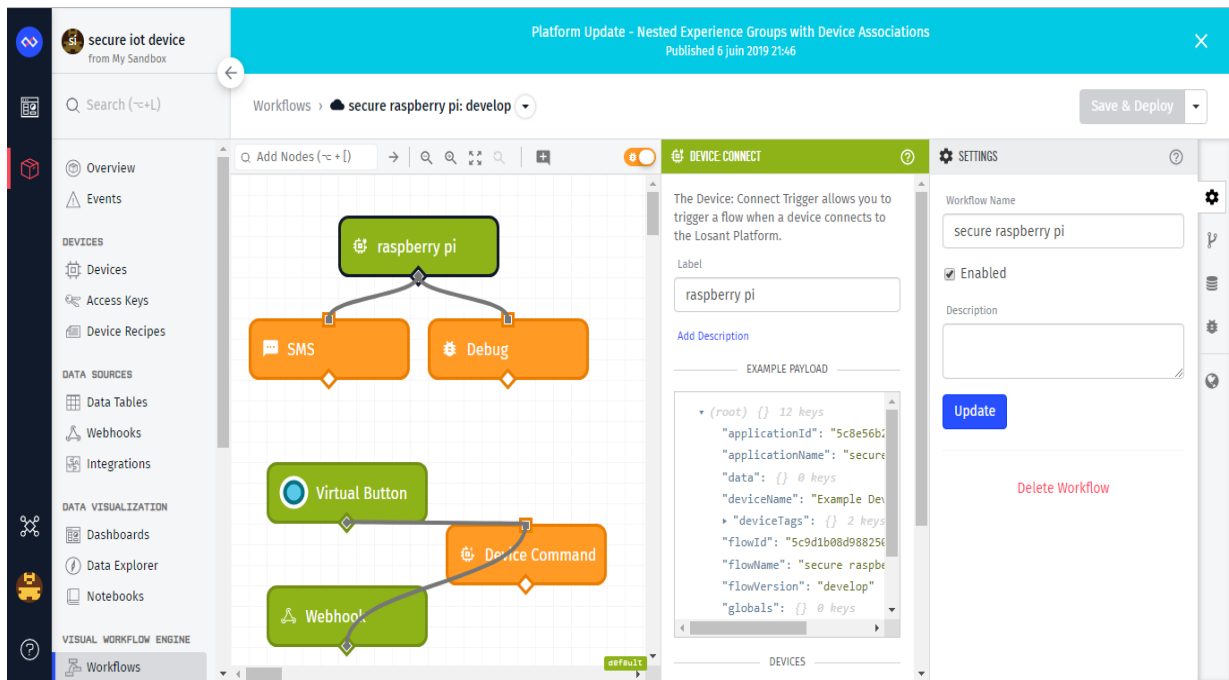 Platform Update - Nested Experience Groups with Device Associations
Published 6 juin 2019 21:46
si
secure iot device
from My Sandbox
Search (⌥+L)
Workflows › secure raspberry pi: develop
Save & Deploy
Overview
Events
DEVICES
Devices
Access Keys
Device Recipes
DATA SOURCES
Data Tables
Webhooks
Integrations
DATA VISUALIZATION
Dashboards
Data Explorer
Notebooks
VISUAL WORKFLOW ENGINE
Workflows
Add Nodes (⌥ + [)
raspberry pi
SMS
Debug
Virtual Button
Device Command
Webhook
default
DEVICE: CONNECT
The Device: Connect Trigger allows you to
trigger a flow when a device connects to
the Losant Platform.
Label
raspberry pi
Add Description
EXAMPLE PAYLOAD
(root) {} 12 keys
"applicationId": "5c8e56b2
"applicationName": "secure
"data": {} 0 keys
"deviceName": "Example Dev
"deviceTags": {} 2 keys
"flowId": "5c9d1b08d988250
"flowName": "secure raspbe
"flowVersion": "develop"
"globals": {} 0 keys
DEVICES
SETTINGS
Workflow Name
secure raspberry pi
Enabled
Description
Update
Delete Workflow